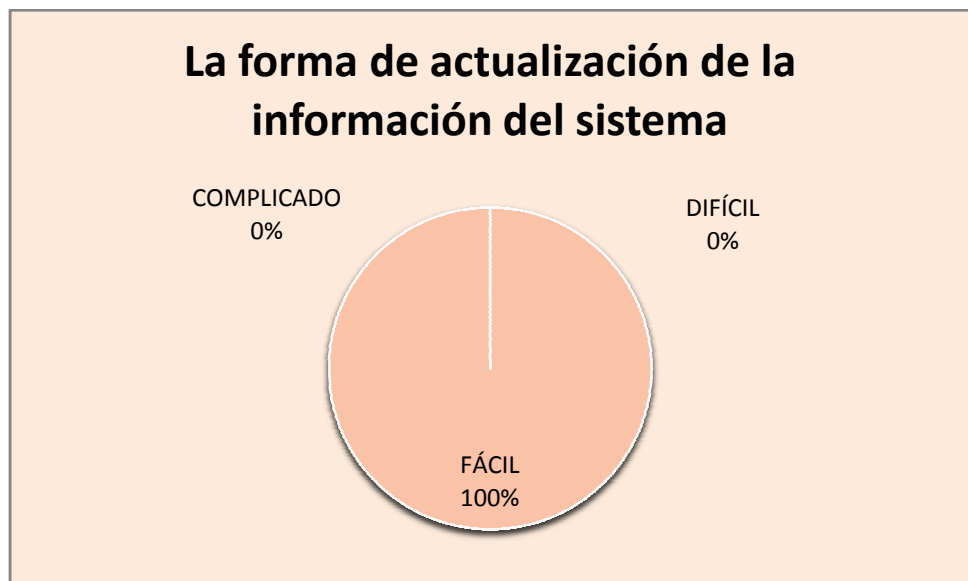 La forma de actualización de la
información del sistema
COMPLICADO
0%
DIFÍCIL
0%
FÁCIL
100%